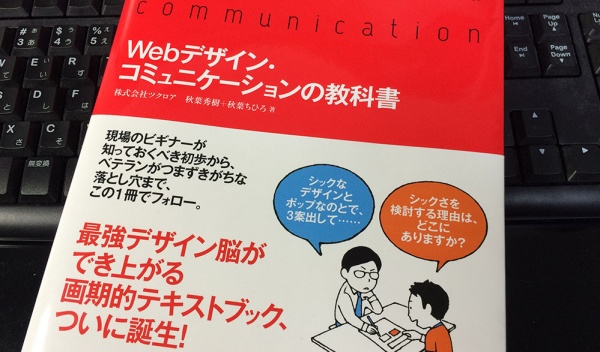 communication
Webデザイン・
コミュニケーションの教科書
株式会社ツクロア 秋葉秀樹+秋葉ちひろ 著
現場のビギナーが
知っておくべき初歩から、
ベテランがつまずきがちな
落とし穴まで、
この1冊でフォロー。
シックな
デザインと
ポップなのとで、
3案出して……
シックさを
検討する理由は、
どこに
ありますか?
最強デザイン脳が
でき上がる
画期的テキストブック、
ついに誕生!
Home
Page Up
End
Page Down
無変換